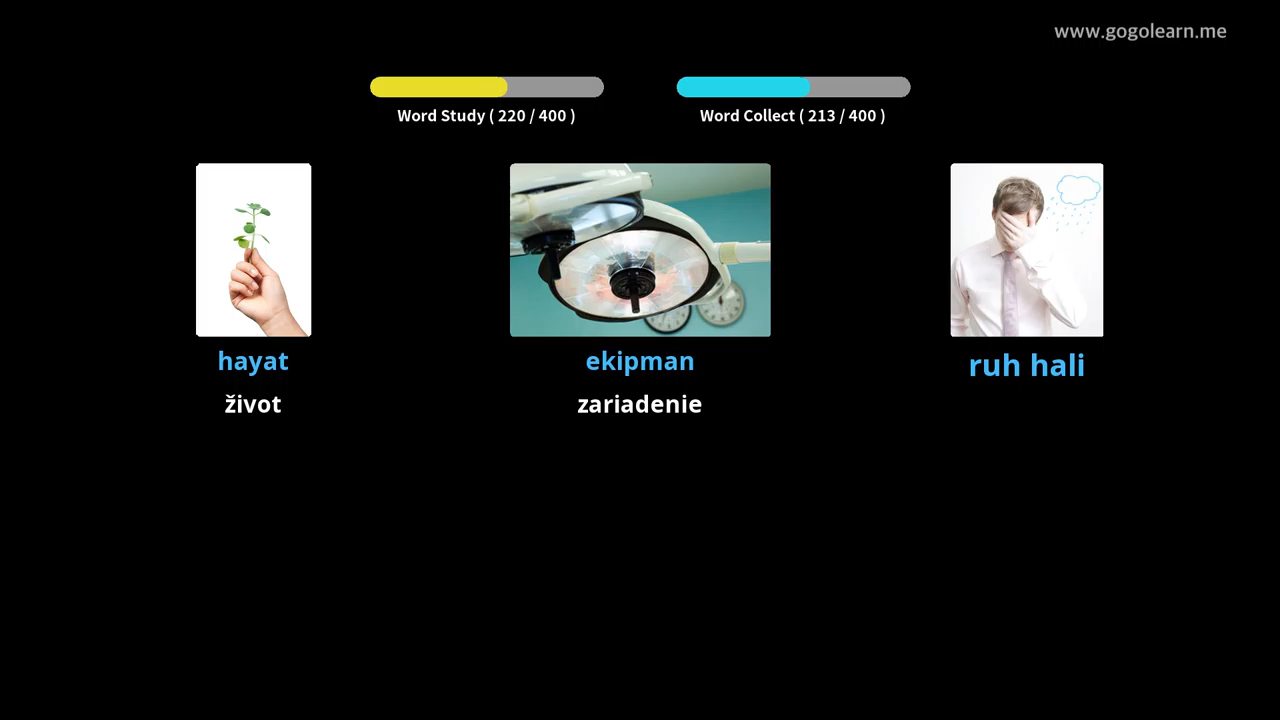 www.gogolearn.me
Word Study ( 220 / 400 )
Word Collect ( 213 / 400 )
hayat
ekipman
ruh hali
život
zariadenie